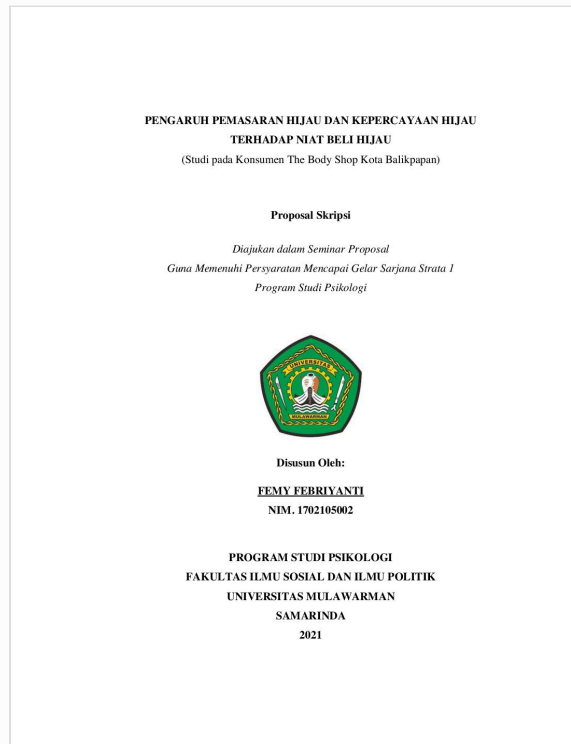 PENGARUH PEMASARAN HIJAU DAN KEPERCAYAAN HIJAU
TERHADAP NIAT BELI HIJAU
(Studi pada Konsumen The Body Shop Kota Balikpapan)
Proposal Skripsi
Diajukan dalam Seminar Proposal
Guna Memenuhi Persyaratan Mencapai Gelar Sarjana Strata 1
Program Studi Psikologi
UNIVERSITAS
MULAWARMAN
Disusun Oleh:
FEMY FEBRIYANTI
NIM. 1702105002
PROGRAM STUDI PSIKOLOGI
FAKULTAS ILMU SOSIAL DAN ILMU POLITIK
UNIVERSITAS MULAWARMAN
SAMARINDA
2021